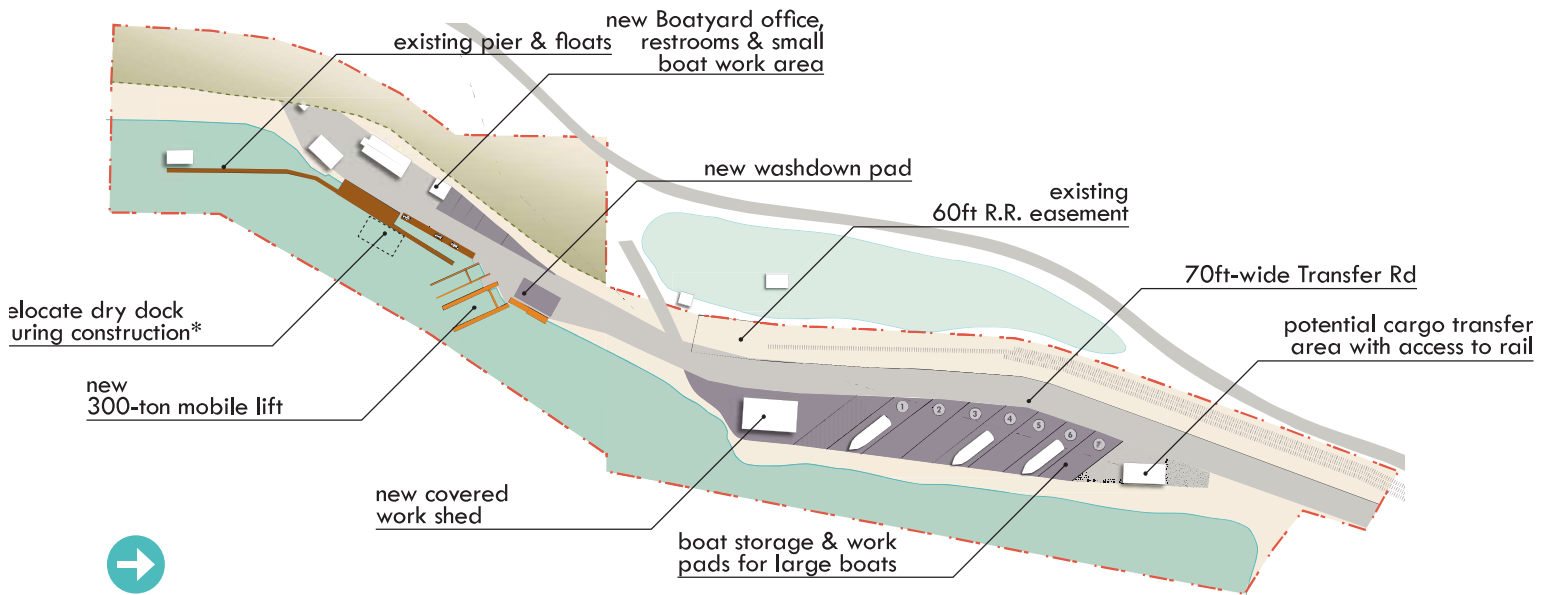 new Boatyard office,
restrooms & small
boat work area
existing pier & floats
new washdown pad
existing
60ft R.R. easement
70ft-wide Transfer Rd
potential cargo transfer
area with access to rail
elocate dry dock
uring construction*
new
300-ton mobile lift
1
2
3
4
5
6
7
new covered
work shed
boat storage & work
pads for large boats